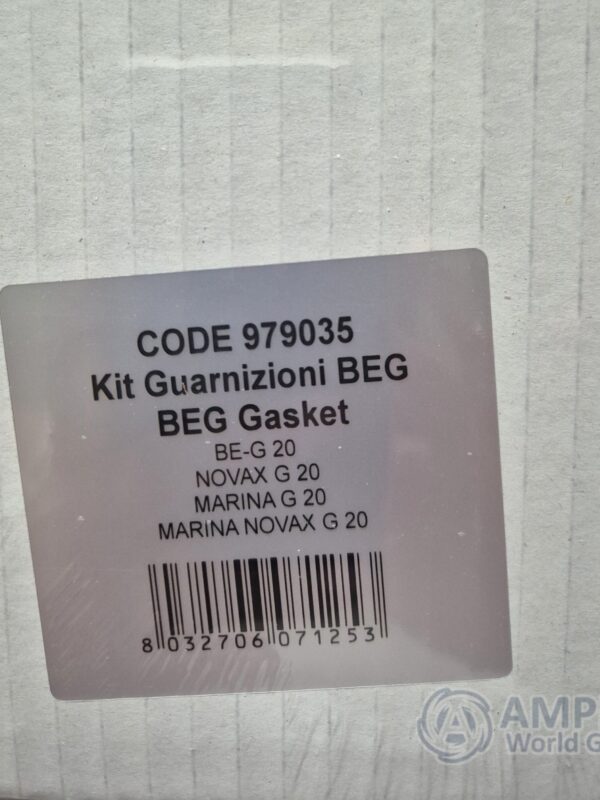 CODE 979035
Kit Guarnizioni BEG
BEG Gasket
BE-G 20
NOVAX G 20
MARINA G 20
MARINA NOVAX G 20
8 032706 071253
World